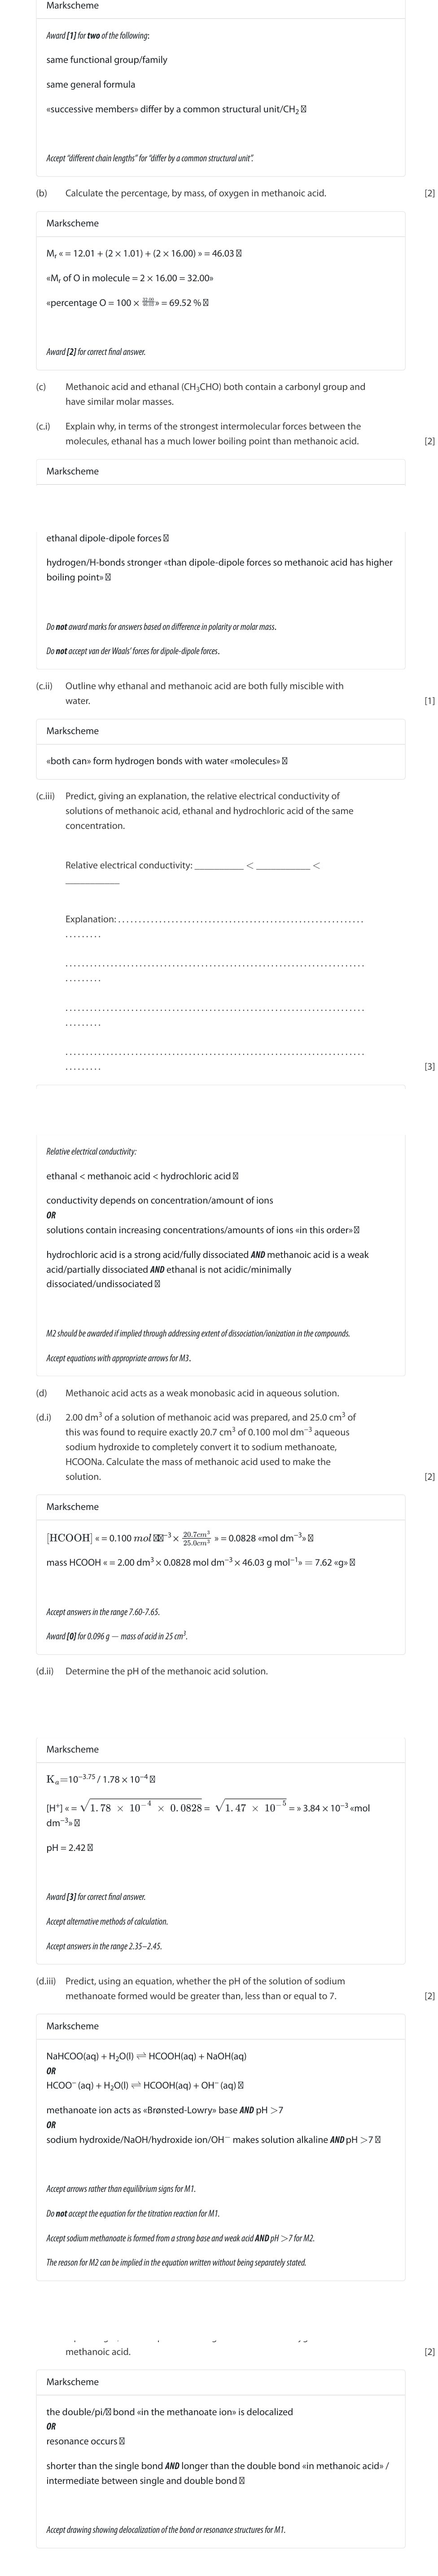 Markscheme
Award [1] for two of the following:
same functional group/family
same general formula
«successive members» differ by a common structural unit/CH₂ 
Accept “different chain lengths” for “differ by a common structural unit”.
(b) Calculate the percentage, by mass, of oxygen in methanoic acid. [2]
Markscheme
Mᵣ « = 12.01 + (2 × 1.01) + (2 × 16.00) » = 46.03 
«Mᵣ of O in molecule = 2 × 16.00 = 32.00»
«percentage O = 100 × » = 69.52 % 
Award [2] for correct final answer.
(c) Methanoic acid and ethanal (CH₃CHO) both contain a carbonyl group and
have similar molar masses.
(c.i) Explain why, in terms of the strongest intermolecular forces between the
molecules, ethanal has a much lower boiling point than methanoic acid. [2]
Markscheme
ethanal dipole-dipole forces 
hydrogen/H-bonds stronger «than dipole-dipole forces so methanoic acid has higher
boiling point» 
Do not award marks for answers based on difference in polarity or molar mass.
Do not accept van der Waals’ forces for dipole-dipole forces.
(c.ii) Outline why ethanal and methanoic acid are both fully miscible with
water. [1]
Markscheme
«both can» form hydrogen bonds with water «molecules» 
(c.iii) Predict, giving an explanation, the relative electrical conductivity of
solutions of methanoic acid, ethanal and hydrochloric acid of the same
concentration.
Relative electrical conductivity: __________ < ___________ <
___________
Explanation: ............................................................
.........
.........................................................................
.........
.........................................................................
.........
.........................................................................
......... [3]
Relative electrical conductivity:
ethanal < methanoic acid < hydrochloric acid 
conductivity depends on concentration/amount of ions
OR
solutions contain increasing concentrations/amounts of ions «in this order» 
hydrochloric acid is a strong acid/fully dissociated AND methanoic acid is a weak
acid/partially dissociated AND ethanal is not acidic/minimally
dissociated/undissociated 
M2 should be awarded if implied through addressing extent of dissociation/ionization in the compounds.
Accept equations with appropriate arrows for M3.
(d) Methanoic acid acts as a weak monobasic acid in aqueous solution.
(d.i) 2.00 dm³ of a solution of methanoic acid was prepared, and 25.0 cm³ of
this was found to require exactly 20.7 cm³ of 0.100 mol dm⁻³ aqueous
sodium hydroxide to completely convert it to sodium methanoate,
HCOONa. Calculate the mass of methanoic acid used to make the
solution. [2]
Markscheme
[HCOOH] « = 0.100 mol ⁻³ × 20.7cm³/25.0cm³ » = 0.0828 «mol dm⁻³» 
mass HCOOH « = 2.00 dm³ × 0.0828 mol dm⁻³ × 46.03 g mol⁻¹» = 7.62 «g» 
Accept answers in the range 7.60-7.65.
Award [0] for 0.096 g — mass of acid in 25 cm³.
(d.ii) Determine the pH of the methanoic acid solution.
Markscheme
Kₐ=10⁻³·⁷⁵ / 1.78 × 10⁻⁴ 
[H⁺] « = √1.78 × 10⁻⁴ × 0.0828 = √1.47 × 10⁻⁵ = » 3.84 × 10⁻³ «mol
dm⁻³» 
pH = 2.42 
Award [3] for correct final answer.
Accept alternative methods of calculation.
Accept answers in the range 2.35–2.45.
(d.iii) Predict, using an equation, whether the pH of the solution of sodium
methanoate formed would be greater than, less than or equal to 7. [2]
Markscheme
NaHCOO(aq) + H₂O(l) ⇌ HCOOH(aq) + NaOH(aq)
OR
HCOO⁻ (aq) + H₂O(l) ⇌ HCOOH(aq) + OH⁻ (aq) 
methanoate ion acts as «Brønsted-Lowry» base AND pH >7
OR
sodium hydroxide/NaOH/hydroxide ion/OH⁻ makes solution alkaline AND pH >7 
Accept arrows rather than equilibrium signs for M1.
Do not accept the equation for the titration reaction for M1.
Accept sodium methanoate is formed from a strong base and weak acid AND pH >7 for M2.
The reason for M2 can be implied in the equation written without being separately stated.
methanoic acid. [2]
Markscheme
the double/pi/ bond «in the methanoate ion» is delocalized
OR
resonance occurs 
shorter than the single bond AND longer than the double bond «in methanoic acid» /
intermediate between single and double bond 
Accept drawing showing delocalization of the bond or resonance structures for M1.